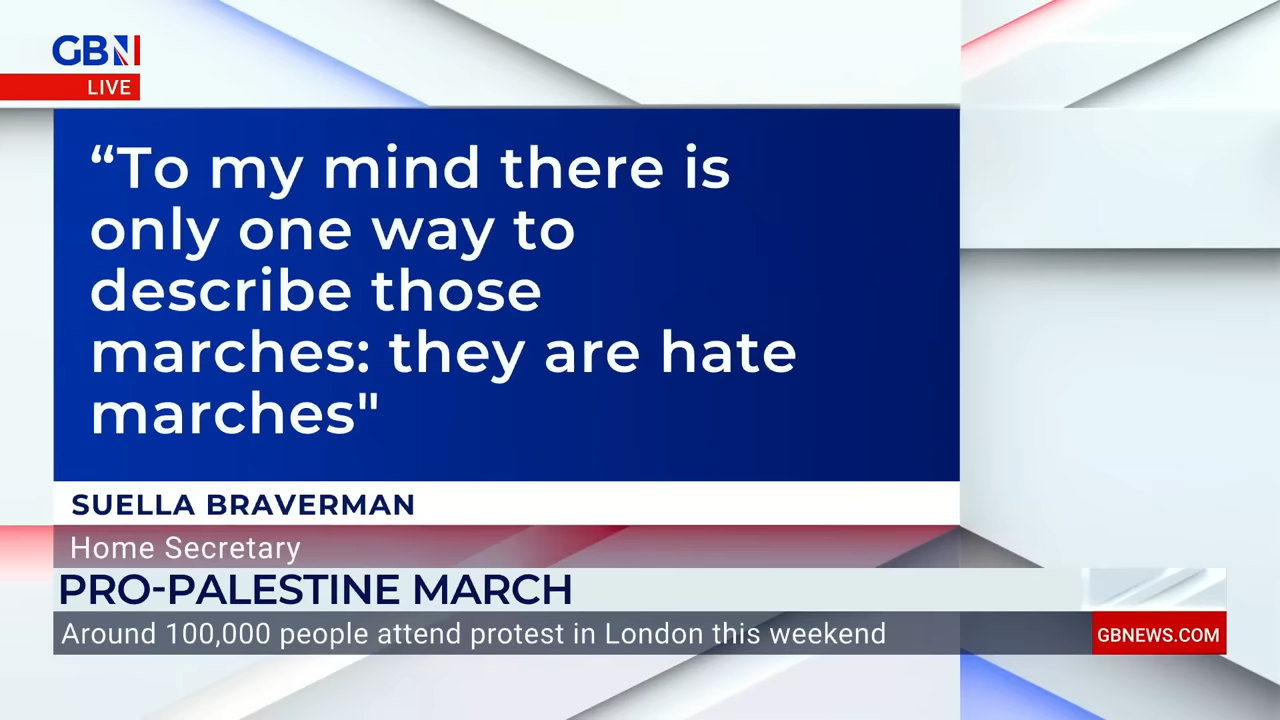 GBN
LIVE
“To my mind there is
only one way to
describe those
marches: they are hate
marches"
SUELLA BRAVERMAN
Home Secretary
PRO-PALESTINE MARCH
Around 100,000 people attend protest in London this weekend
GBNEWS.COM